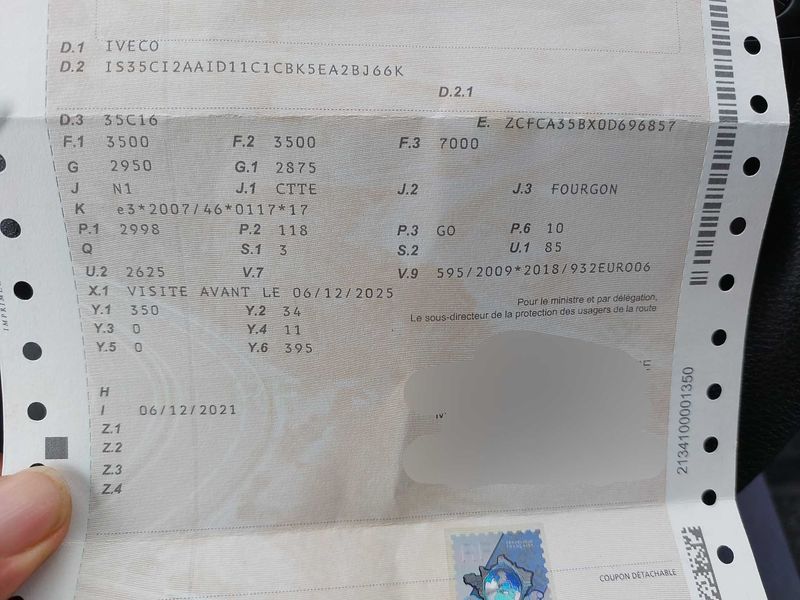 D.1 IVECO
D.2 IS35CI2AAID11C1CBK5EA2BJ66K
D.2.1
D.3 35C16 E. ZCFCA35BX0D696857
F.1 3500 F.2 3500 F.3 7000
G 2950 G.1 2875
J N1 J.1 CTTE J.2 J.3 FOURGON
K e3*2007/46*0117*17
P.1 2998 P.2 118 P.3 GO P.6 10
Q S.1 3 S.2 U.1 85
U.2 2625 V.7 V.9 595/2009*2018/932EURO06
X.1 VISITE AVANT LE 06/12/2025
Y.1 350 Y.2 34
Pour le ministre et par délégation,
Le sous-directeur de la protection des usagers de la route
Y.3 0 Y.4 11
Y.5 0 Y.6 395
H
I 06/12/2021
Z.1
Z.2
Z.3
Z.4
2134100001350
COUPON DÉTACHABLE